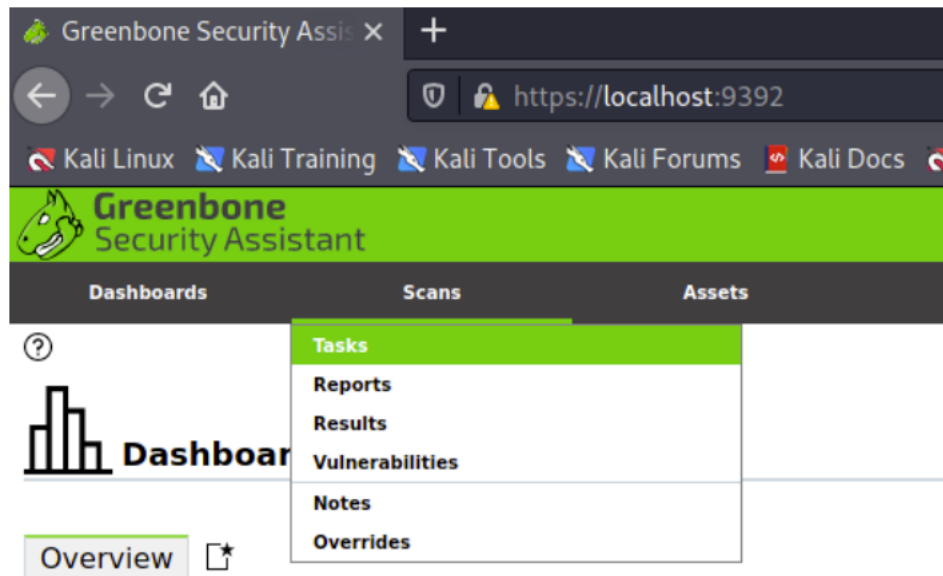 Greenbone Security Assis
https://localhost:9392
Kali Linux Kali Training Kali Tools Kali Forums Kali Docs
Greenbone
Security Assistant
Dashboards Scans Assets
Tasks
Reports
Results
Vulnerabilities
Notes
Overrides
Dashboar
Overview